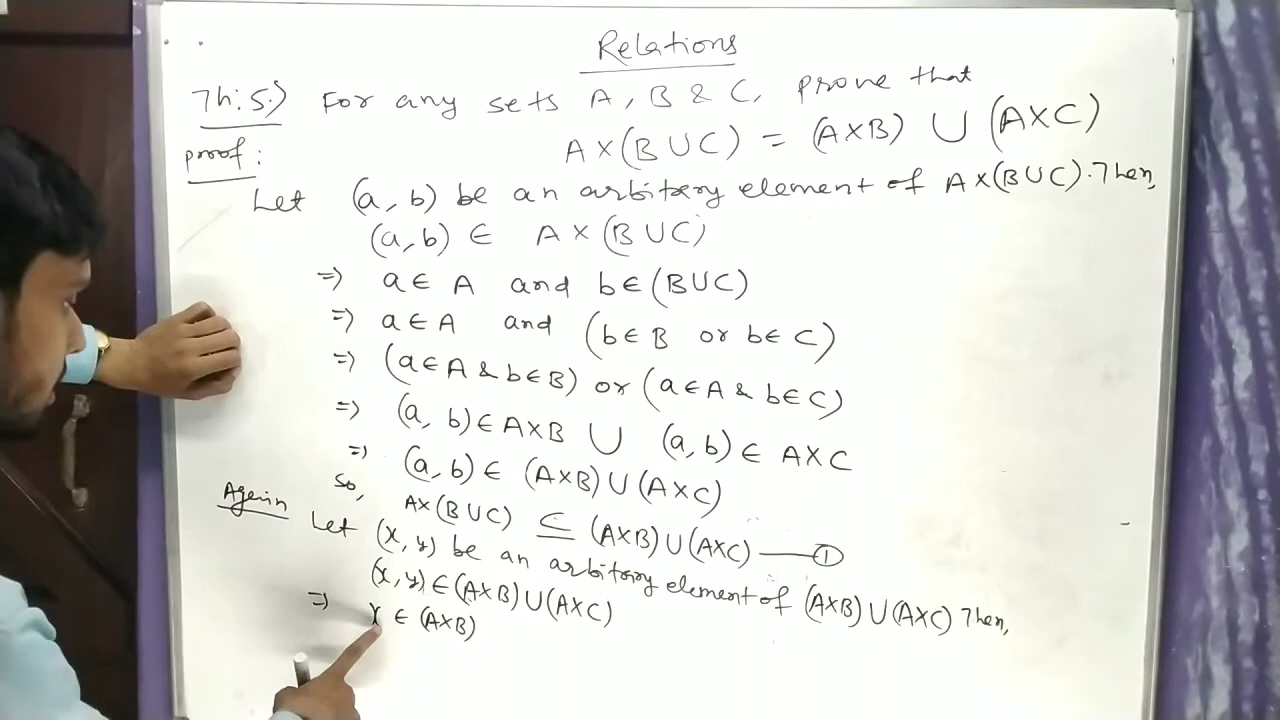 Relations
Th: 5.) For any sets A, B & C, prove that
A×(B∪C) = (A×B) ∪ (A×C)
proof:
Let (a, b) be an arbitrary element of A×(B∪C). Then,
(a, b) ∈ A×(B∪C)
=> a∈A and b∈(B∪C)
=> a∈A and (b∈B or b∈C)
=> (a∈A & b∈B) or (a∈A & b∈C)
=> (a, b)∈A×B ∪ (a, b)∈ A×C
=> (a, b)∈ (A×B)∪(A×C)
So, A×(B∪C) ⊆ (A×B)∪(A×C) —— ①
Again Let (x, y) be an arbitrary element of (A×B)∪(A×C) Then,
(x, y)∈(A×B)∪(A×C)
=> x ∈ (A×B)